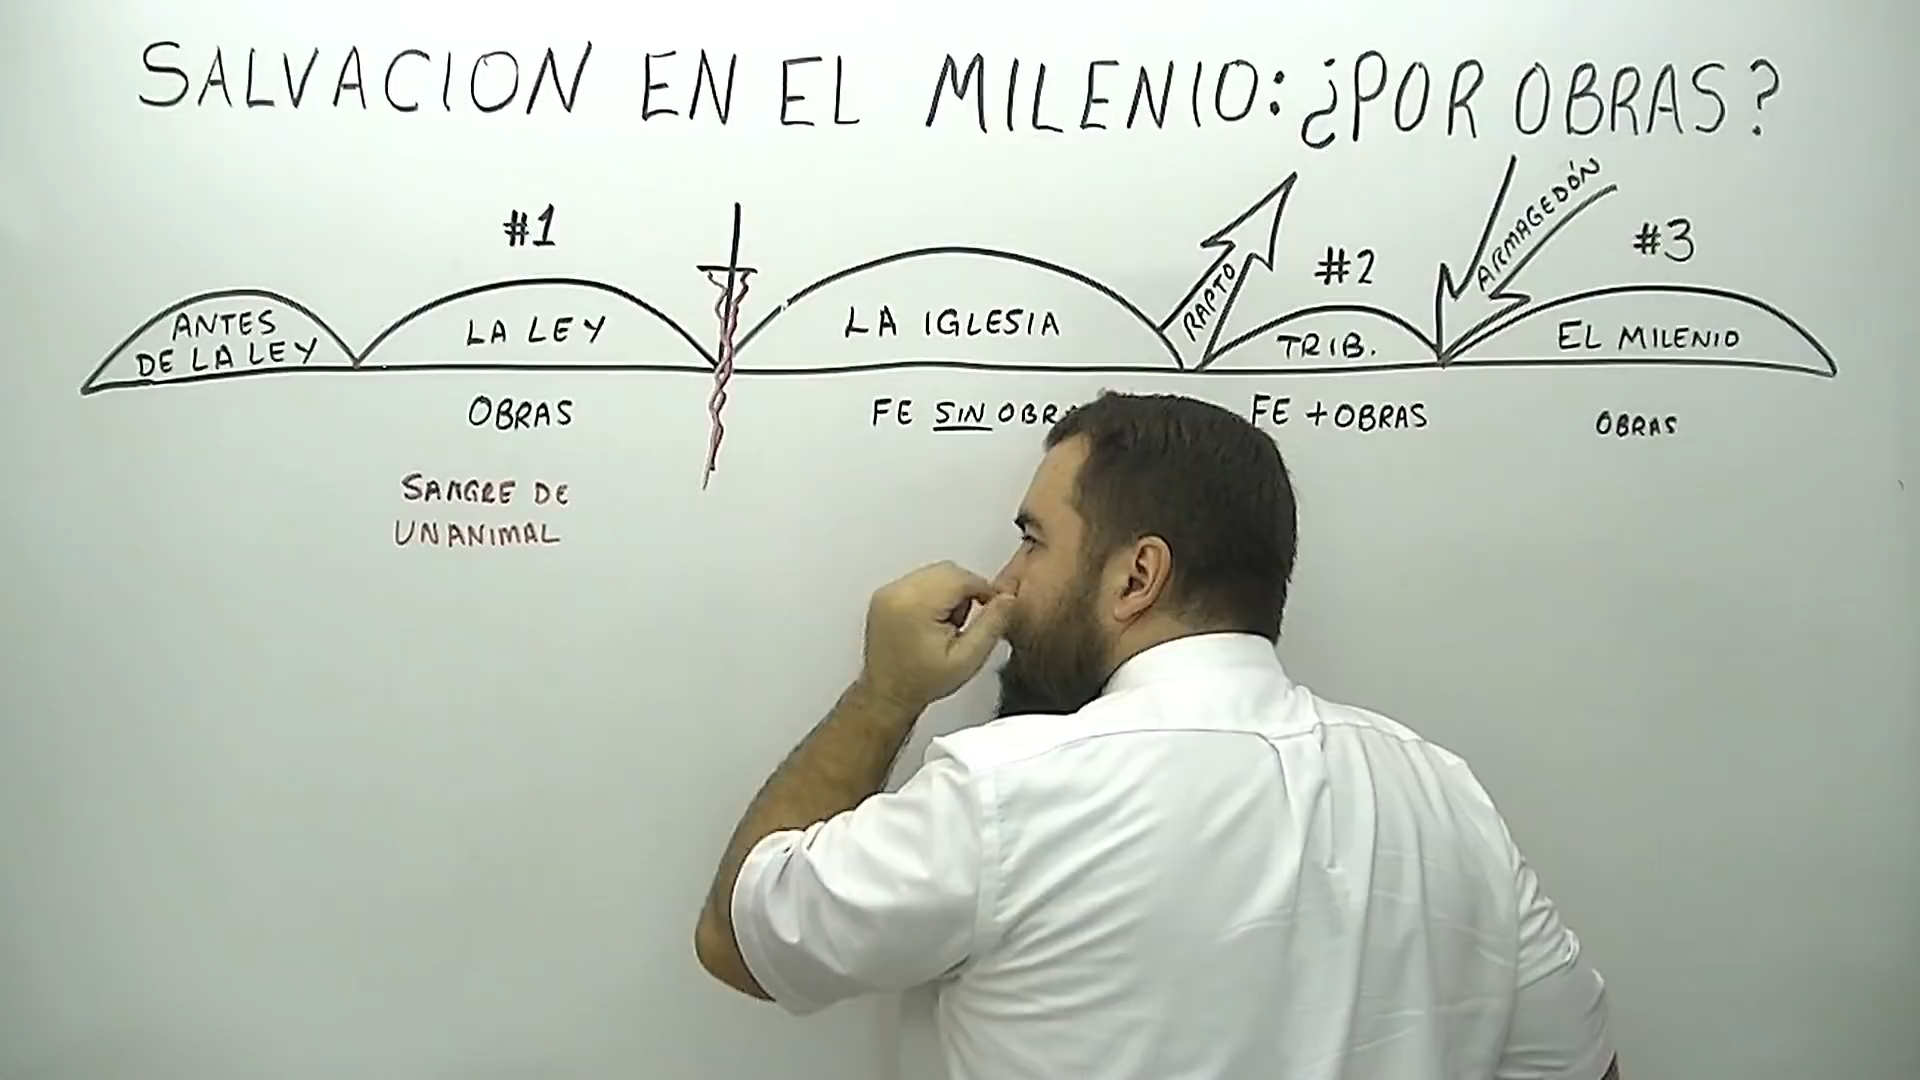 SALVACION EN EL MILENIO: ¿POR OBRAS?
#1
#2
#3
ANTES
DE LA LEY
LA LEY
LA IGLESIA
RAPTO
TRIB.
ARMAGEDÓN
EL MILENIO
OBRAS
FE SIN OBR
FE + OBRAS
OBRAS
SANGRE DE
UN ANIMAL